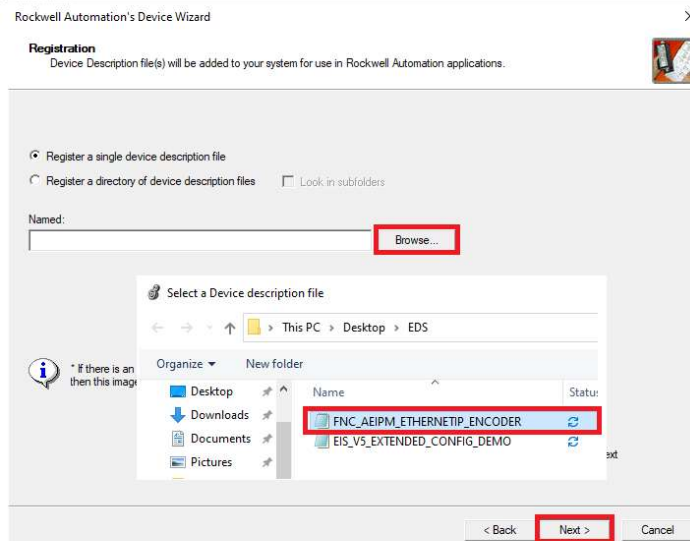 Rockwell Automation's Device Wizard
Registration
Device Description file(s) will be added to your system for use in Rockwell Automation applications.
Register a single device description file
Register a directory of device description files Look in subfolders
Named:
Browse...
Select a Device description file
This PC > Desktop > EDS
Organize New folder
* If there is an
then this image
Desktop
Name Status
Downloads
FNC_AEIPM_ETHERNETIP_ENCODER
Documents
EIS_V5_EXTENDED_CONFIG_DEMO
Pictures
ext
< Back Next > Cancel